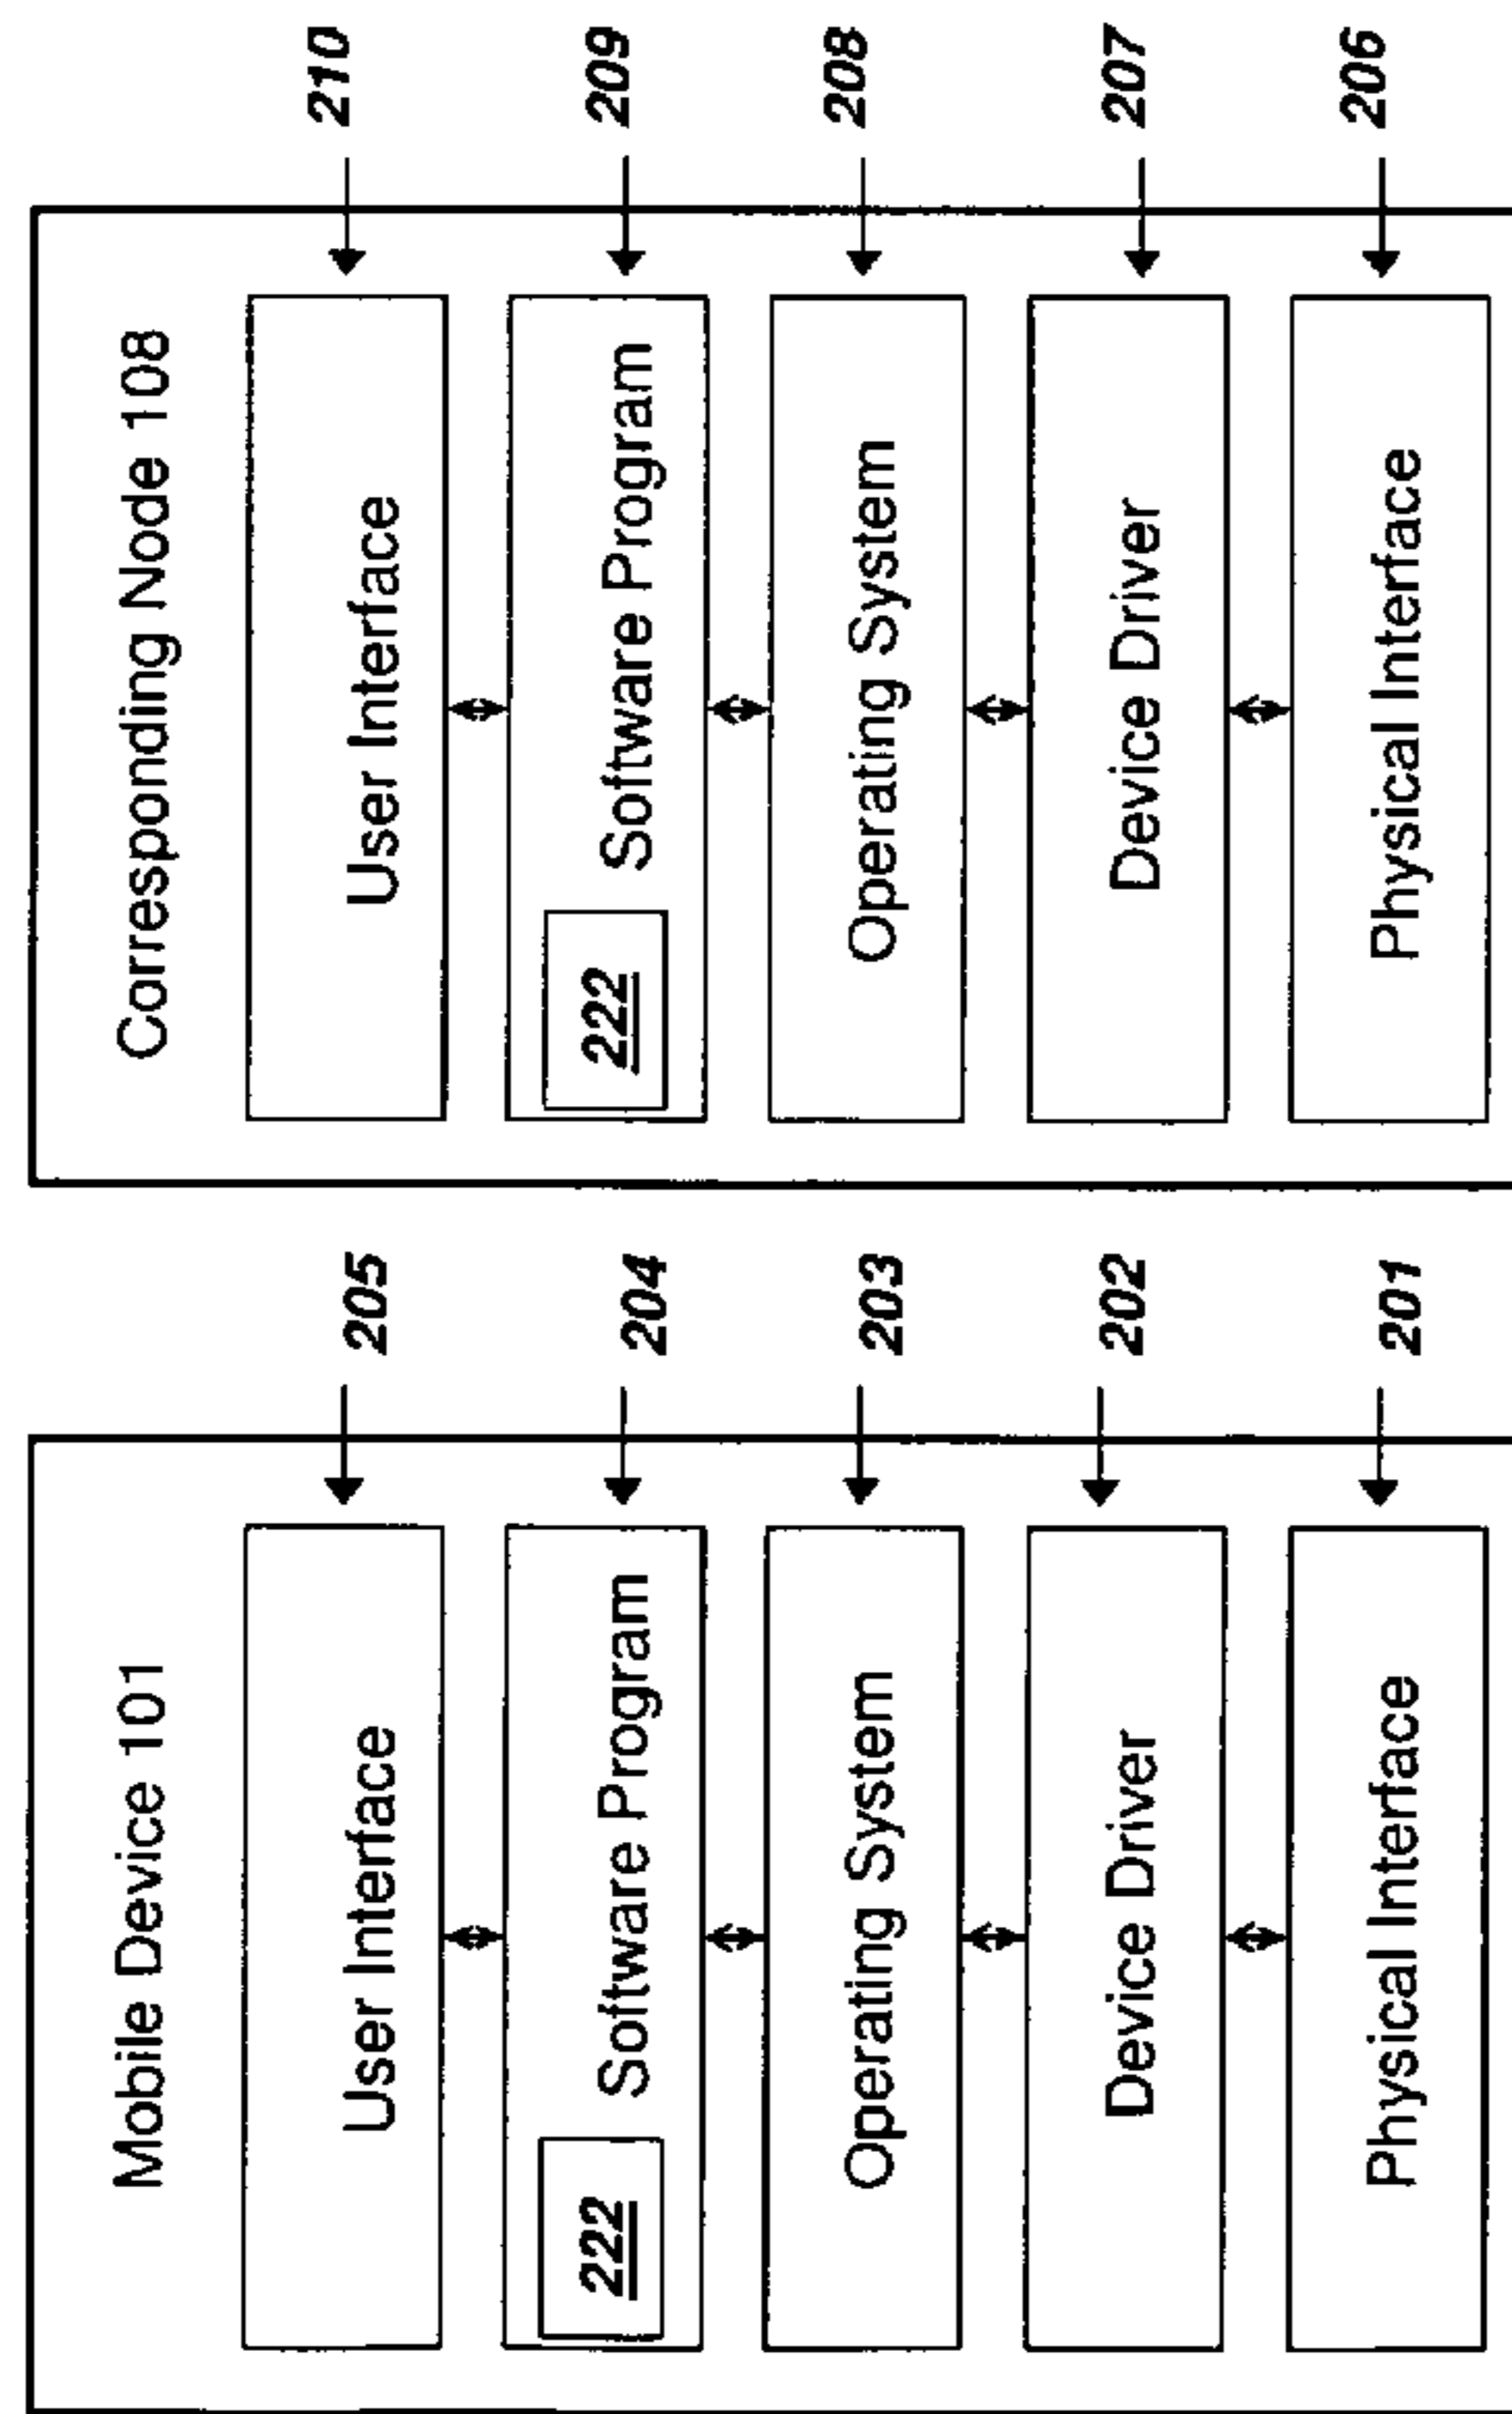 Mobile Device 101
User Interface
205
222
Software Program
204
Operating System
203
Device Driver
202
Physical Interface
201
Corresponding Node 108
User Interface
210
222
Software Program
209
Operating System
208
Device Driver
207
Physical Interface
206